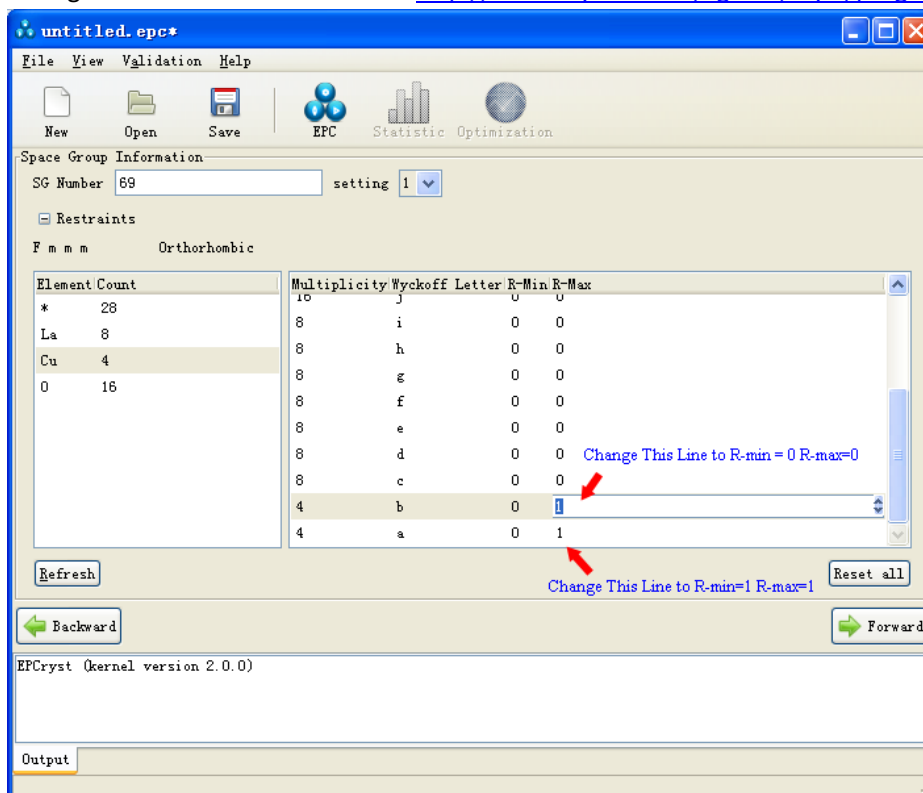 untitled.epc*
File View Validation Help
New Open Save EPC Statistic Optimization
Space Group Information
SG Number 69 setting 1
Restraints
F m m m Orthorhombic
Element Count
* 28
La 8
Cu 4
O 16
Multiplicity Wyckoff Letter R-Min R-Max
16 j 0 0
8 i 0 0
8 h 0 0
8 g 0 0
8 f 0 0
8 e 0 0
8 d 0 0
Change This Line to R-min = 0 R-max=0
8 c 0 0
4 b 0 1
4 a 0 1
Change This Line to R-min=1 R-max=1
Refresh
Reset all
Backward
Forward
EPCryst (kernel version 2.0.0)
Output